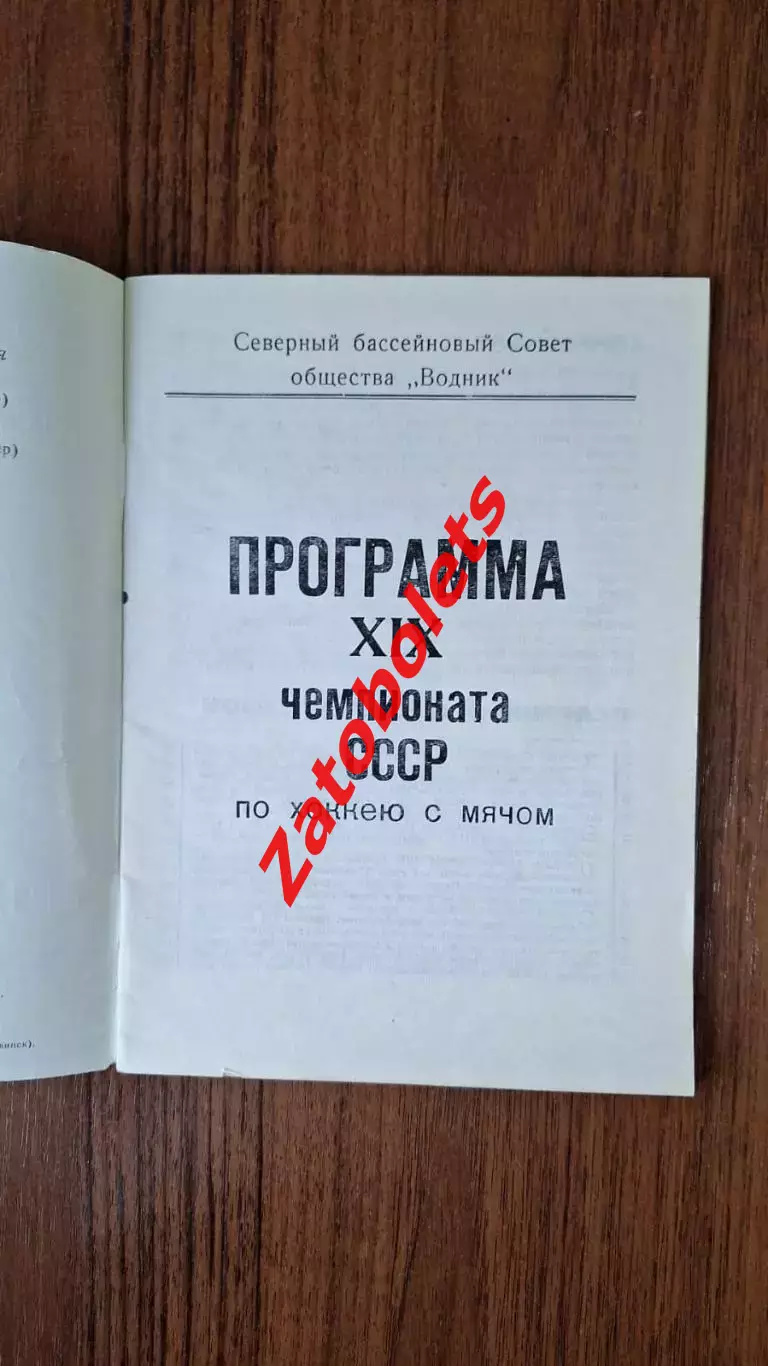 Северный бассейновый Совет
общества „Водник“
ПРОГРАММА
XIX
чемпионата
СССР
по хоккею с мячом
Zatobolets